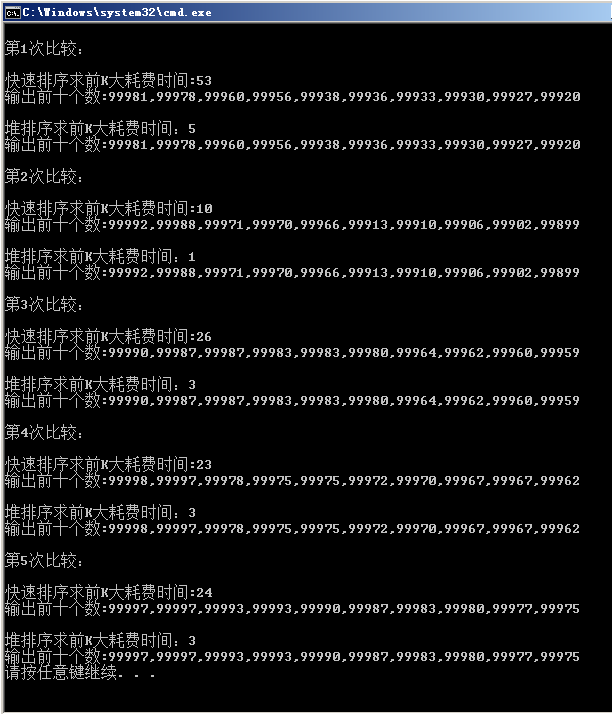 C:\Windows\system32\cmd.exe
第1次比较：
快速排序求前K大耗费时间:53
输出前十个数:99981,99978,99960,99956,99938,99936,99933,99930,99927,99920
堆排序求前K大耗费时间：5
输出前十个数:99981,99978,99960,99956,99938,99936,99933,99930,99927,99920
第2次比较：
快速排序求前K大耗费时间:10
输出前十个数:99992,99988,99971,99970,99966,99913,99910,99906,99902,99899
堆排序求前K大耗费时间：1
输出前十个数:99992,99988,99971,99970,99966,99913,99910,99906,99902,99899
第3次比较：
快速排序求前K大耗费时间:26
输出前十个数:99990,99987,99987,99983,99983,99980,99964,99962,99960,99959
堆排序求前K大耗费时间：3
输出前十个数:99990,99987,99987,99983,99983,99980,99964,99962,99960,99959
第4次比较：
快速排序求前K大耗费时间:23
输出前十个数:99998,99997,99978,99975,99975,99972,99970,99967,99967,99962
堆排序求前K大耗费时间：3
输出前十个数:99998,99997,99978,99975,99975,99972,99970,99967,99967,99962
第5次比较：
快速排序求前K大耗费时间:24
输出前十个数:99997,99997,99993,99993,99990,99987,99983,99980,99977,99975
堆排序求前K大耗费时间：3
输出前十个数:99997,99997,99993,99993,99990,99987,99983,99980,99977,99975
请按任意键继续. . .